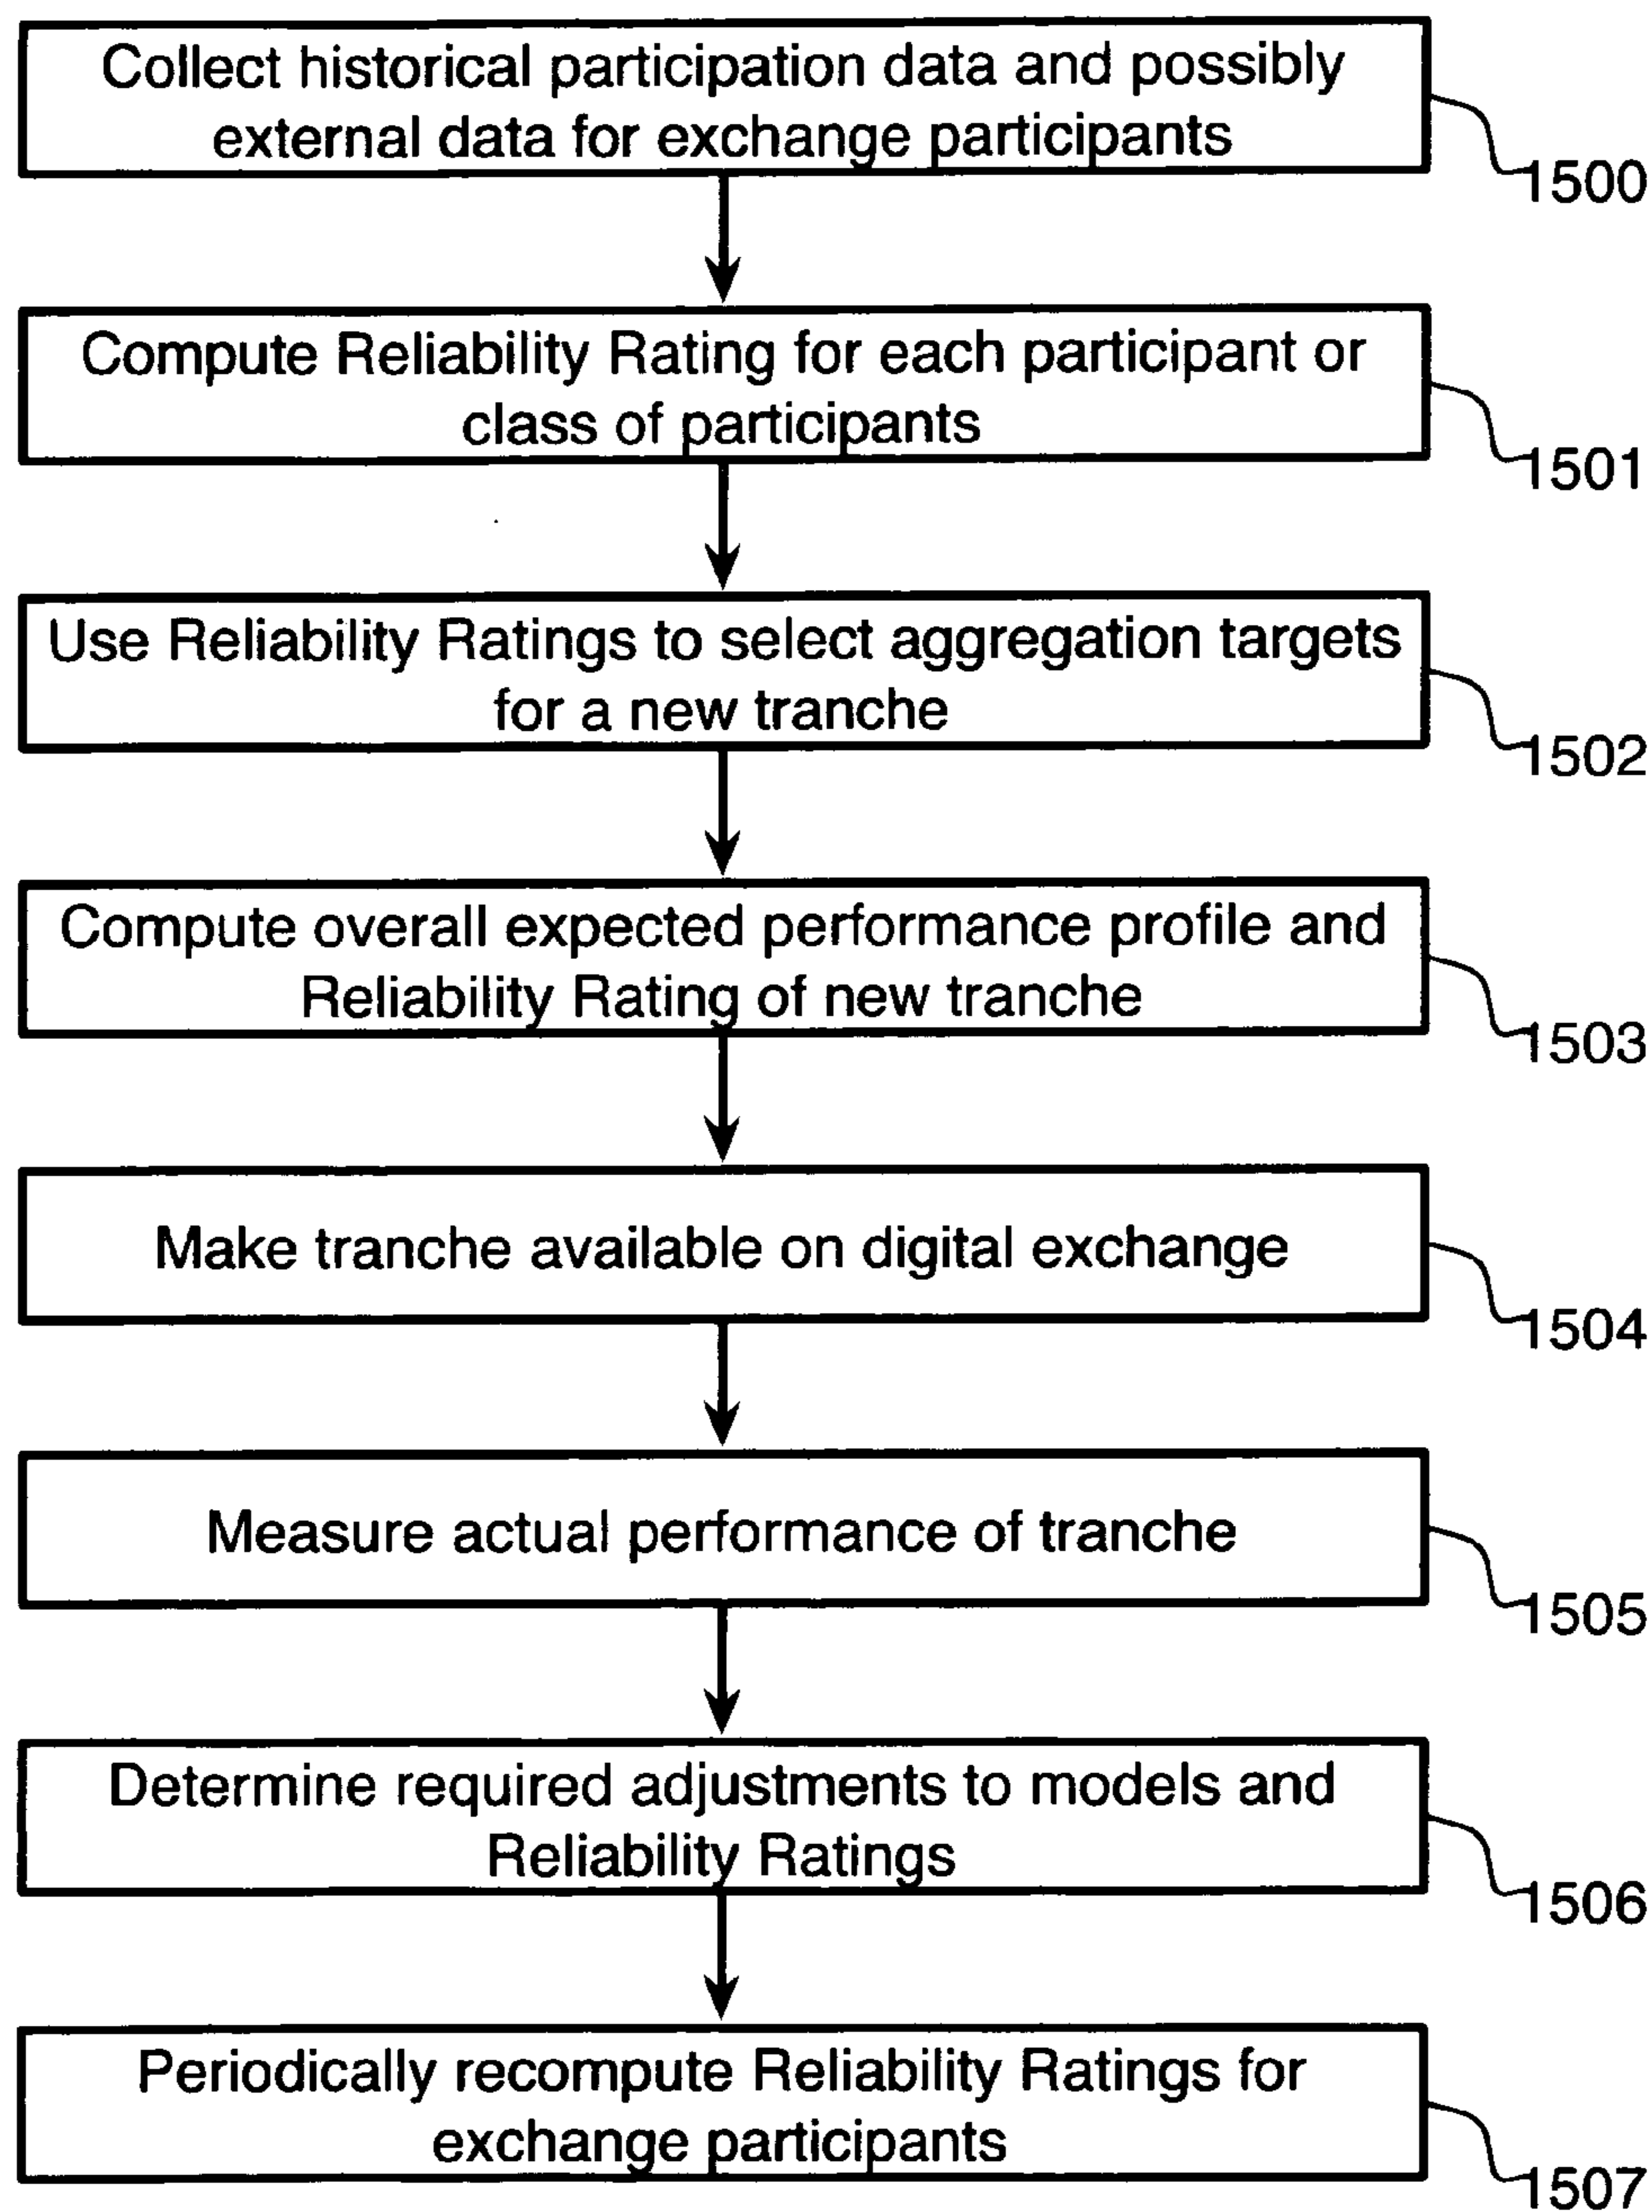 Collect historical participation data and possibly
external data for exchange participants
1500
Compute Reliability Rating for each participant or
class of participants
1501
Use Reliability Ratings to select aggregation targets
for a new tranche
1502
Compute overall expected performance profile and
Reliability Rating of new tranche
1503
Make tranche available on digital exchange
1504
Measure actual performance of tranche
1505
Determine required adjustments to models and
Reliability Ratings
1506
Periodically recompute Reliability Ratings for
exchange participants
1507